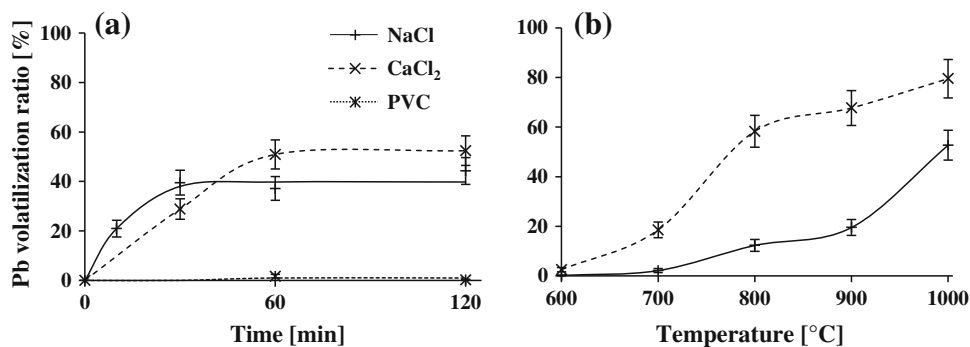 (a)
Pb volatilization ratio [%]
100
80
60
40
20
0
0
60
120
Time [min]
NaCl
CaCl₂
PVC
(b)
100
80
60
40
20
0
600
700
800
900
1000
Temperature [°C]